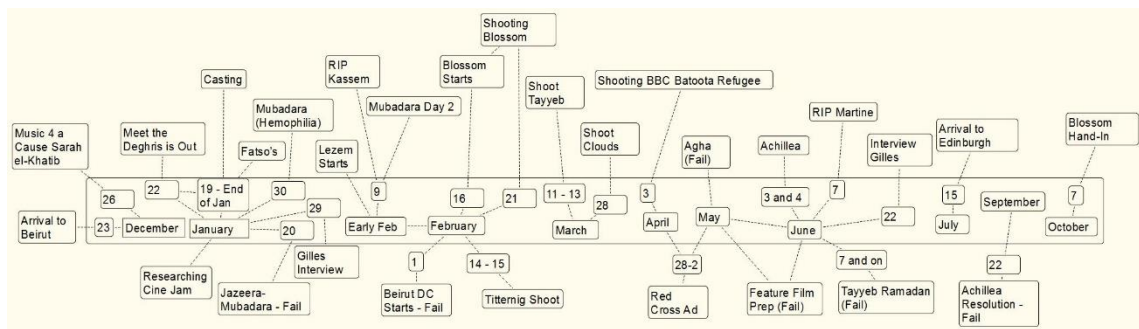 Shooting
Blossom
RIP
Kassem
Blossom
Starts
Casting
Shoot
Tayyeb
Shooting BBC Batoota Refugee
Mubadara
(Hemophilia)
Mubadara Day 2
RIP Martine
Music 4 a
Cause Sarah
el-Khatib
Meet the
Deghris is Out
Fatso's
Lezem
Starts
Shoot
Clouds
Agha
(Fail)
Achillea
Interview
Gilles
Arrival to
Edinburgh
Blossom
Hand-In
26
22
19 - End
of Jan
30
9
16
21
11 - 13
28
3
3 and 4
7
22
15
September
7
Arrival to
Beirut
23
December
January
29
20
Early Feb
February
March
April
May
June
July
October
Researching
Cine Jam
Jazeera-
Mubadara - Fail
Gilles
Interview
1
14 - 15
28-2
7 and on
22
Beirut DC
Starts - Fail
Titternig Shoot
Red
Cross Ad
Feature Film
Prep (Fail)
Tayyeb Ramadan
(Fail)
Achillea
Resolution -
Fail